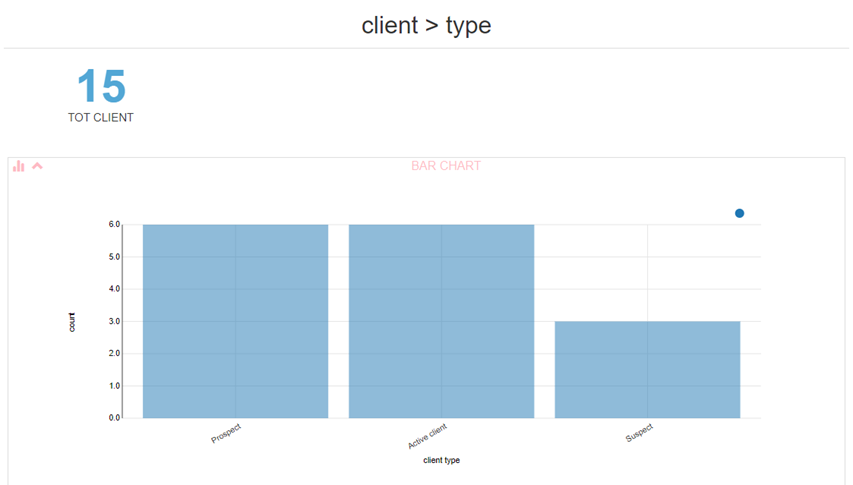 client > type
15
TOT CLIENT
BAR CHART
6.0
5.0
4.0
3.0
2.0
1.0
0.0
count
Prospect
Active client
Suspect
client type